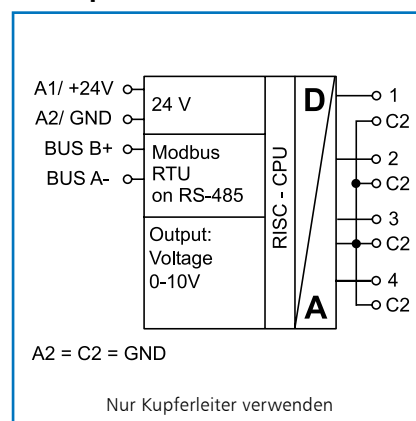 A1/ +24V
A2/ GND
BUS B+
BUS A-
24 V
Modbus
RTU
on RS-485
Output:
Voltage
0-10V
RISC - CPU
D
A
1
C2
2
C2
3
C2
4
C2
A2 = C2 = GND
Nur Kupferleiter verwenden